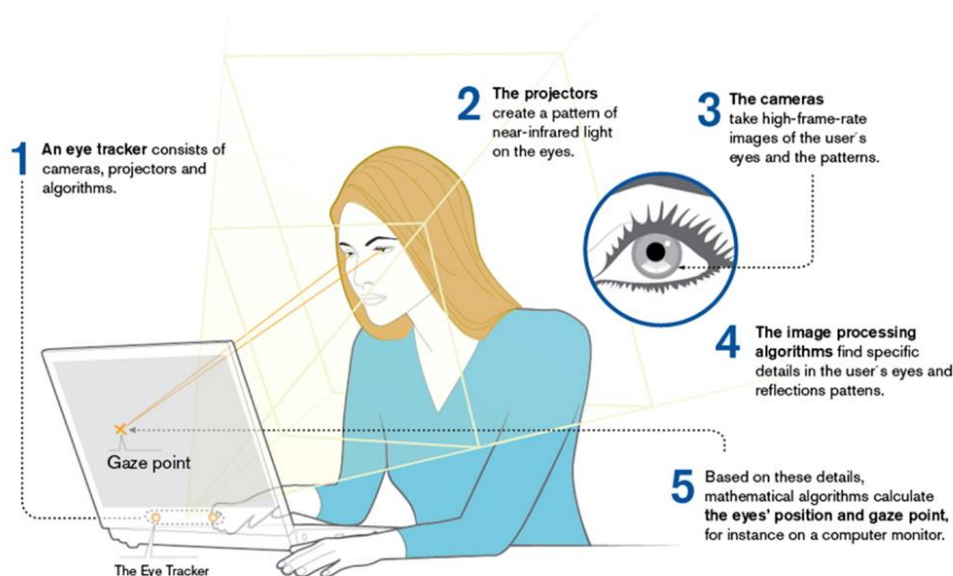 1
An eye tracker consists of
cameras, projectors and
algorithms.
2
The projectors
create a pattern of
near-infrared light
on the eyes.
3
The cameras
take high-frame-rate
images of the user´s
eyes and the patterns.
4
The image processing
algorithms find specific
details in the user´s eyes and
reflections pattens.
5
Based on these details,
mathematical algorithms calculate
the eyes' position and gaze point,
for instance on a computer monitor.
Gaze point
The Eye Tracker